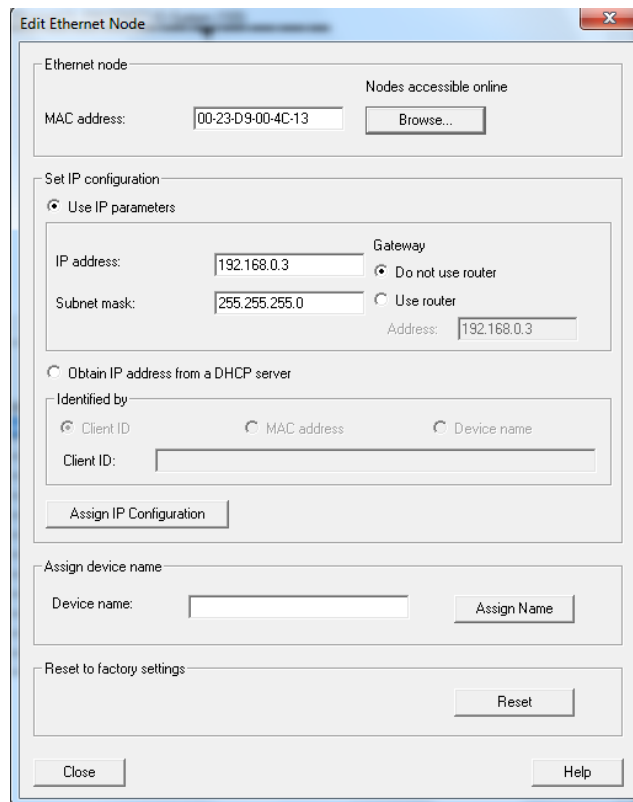 Edit Ethernet Node
Ethernet node
Nodes accessible online
MAC address: 00-23-D9-00-4C-13 Browse...
Set IP configuration
Use IP parameters
Gateway
IP address: 192.168.0.3 Do not use router
Subnet mask: 255.255.255.0 Use router
Address: 192.168.0.3
Obtain IP address from a DHCP server
Identified by
Client ID MAC address Device name
Client ID:
Assign IP Configuration
Assign device name
Device name: Assign Name
Reset to factory settings
Reset
Close Help